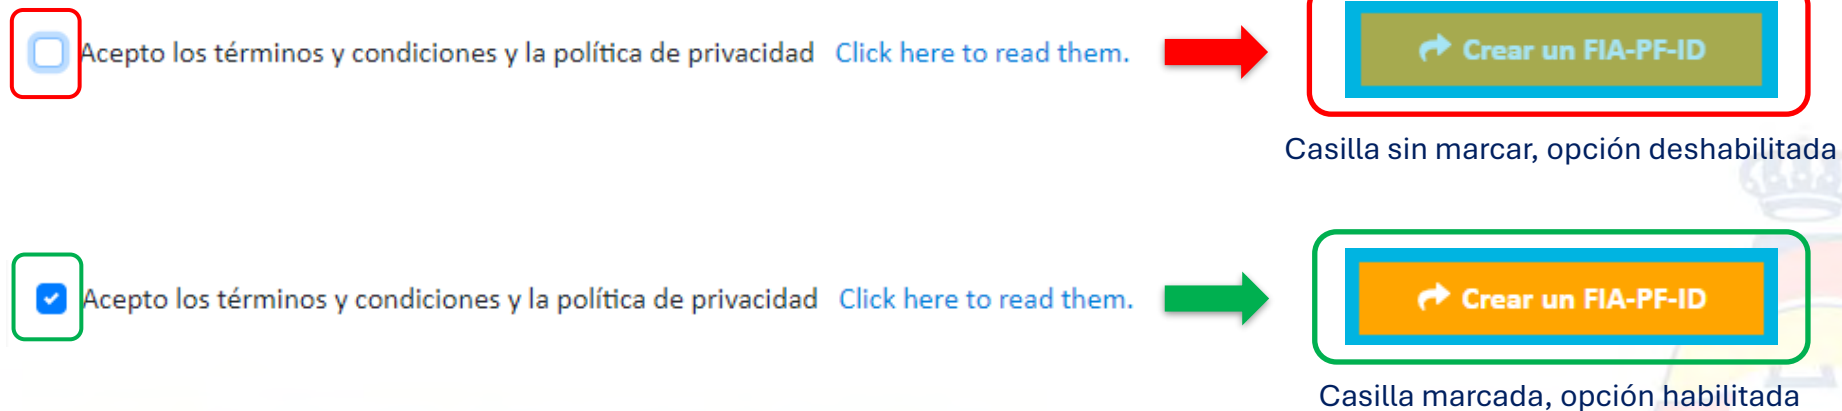 Acepto los términos y condiciones y la política de privacidad Click here to read them.
Crear un FIA-PF-ID
Casilla sin marcar, opción deshabilitada
Acepto los términos y condiciones y la política de privacidad Click here to read them.
Crear un FIA-PF-ID
Casilla marcada, opción habilitada